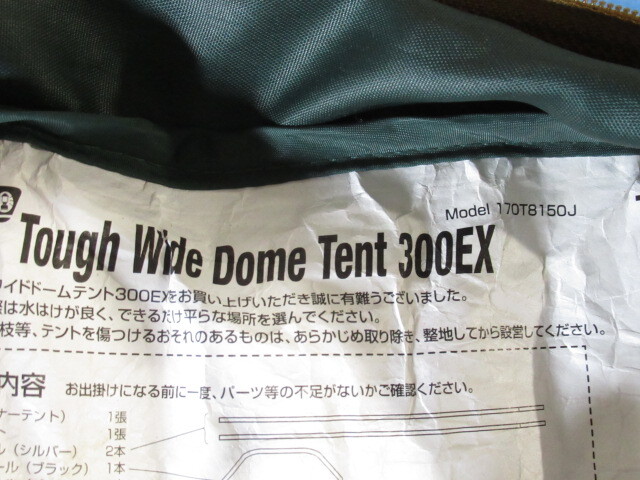 Model 170T8150J
Tough Wide Dome Tent 300EX
ワイドドームテント300EXをお買い上げいただき誠に有難うございました。
は水はけが良く、できるだけ平らな場所を選んでください。
枝等、テントを傷つけるおそれのあるものは、あらかじめ取り除き、整地してから設営してください。
内容 お出掛けになる前に一度、パーツ等の不足がないかご確認ください。
ナーテント) 1張
ト 1張
ル (シルバー) 2本
ール (ブラック) 1本